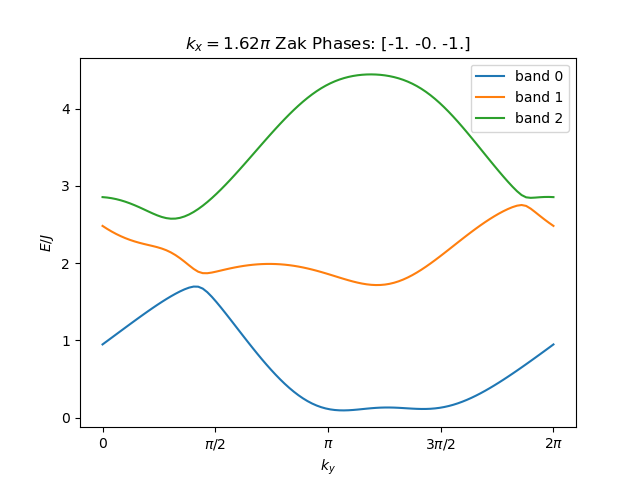 $k_x = 1.62\pi$ Zak Phases: [-1. -0. -1.]
band 0
band 1
band 2
4
3
2
1
0
E/J
0
π/2
π
3π/2
2π
$k_y$